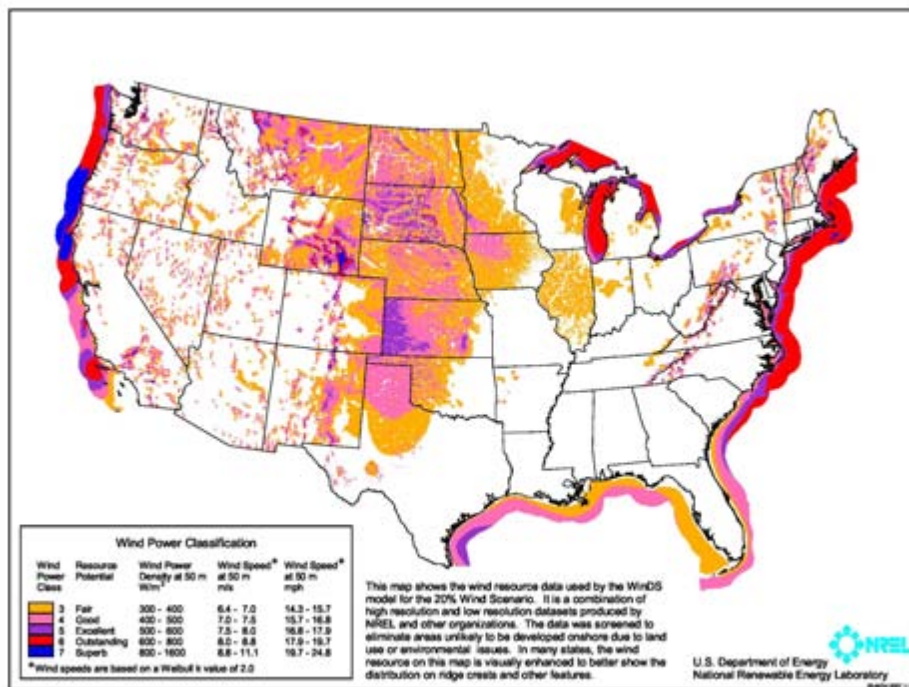 Wind Power Classification
Wind Power Class Resource Potential Wind Power Density at 50 m W/m² Wind Speedª at 50 m m/s Wind Speedª at 50 m mph
3 Fair 300 - 400 6.4 - 7.0 14.3 - 15.7
4 Good 400 - 500 7.0 - 7.5 15.7 - 16.8
5 Excellent 500 - 600 7.5 - 8.0 16.8 - 17.9
6 Outstanding 600 - 800 8.0 - 8.8 17.9 - 19.7
7 Superb 800 - 1600 8.8 - 11.1 19.7 - 24.8
ªWind speeds are based on a Weibull k value of 2.0
This map shows the wind resource data used by the WinDS
model for the 20% Wind Scenario. It is a combination of
high resolution and low resolution datasets produced by
NREL and other organizations. The data was screened to
eliminate areas unlikely to be developed onshore due to land
use or environmental issues. In many states, the wind
resource on this map is visually enhanced to better show the
distribution on ridge crests and other features.
NREL
U.S. Department of Energy
National Renewable Energy Laboratory